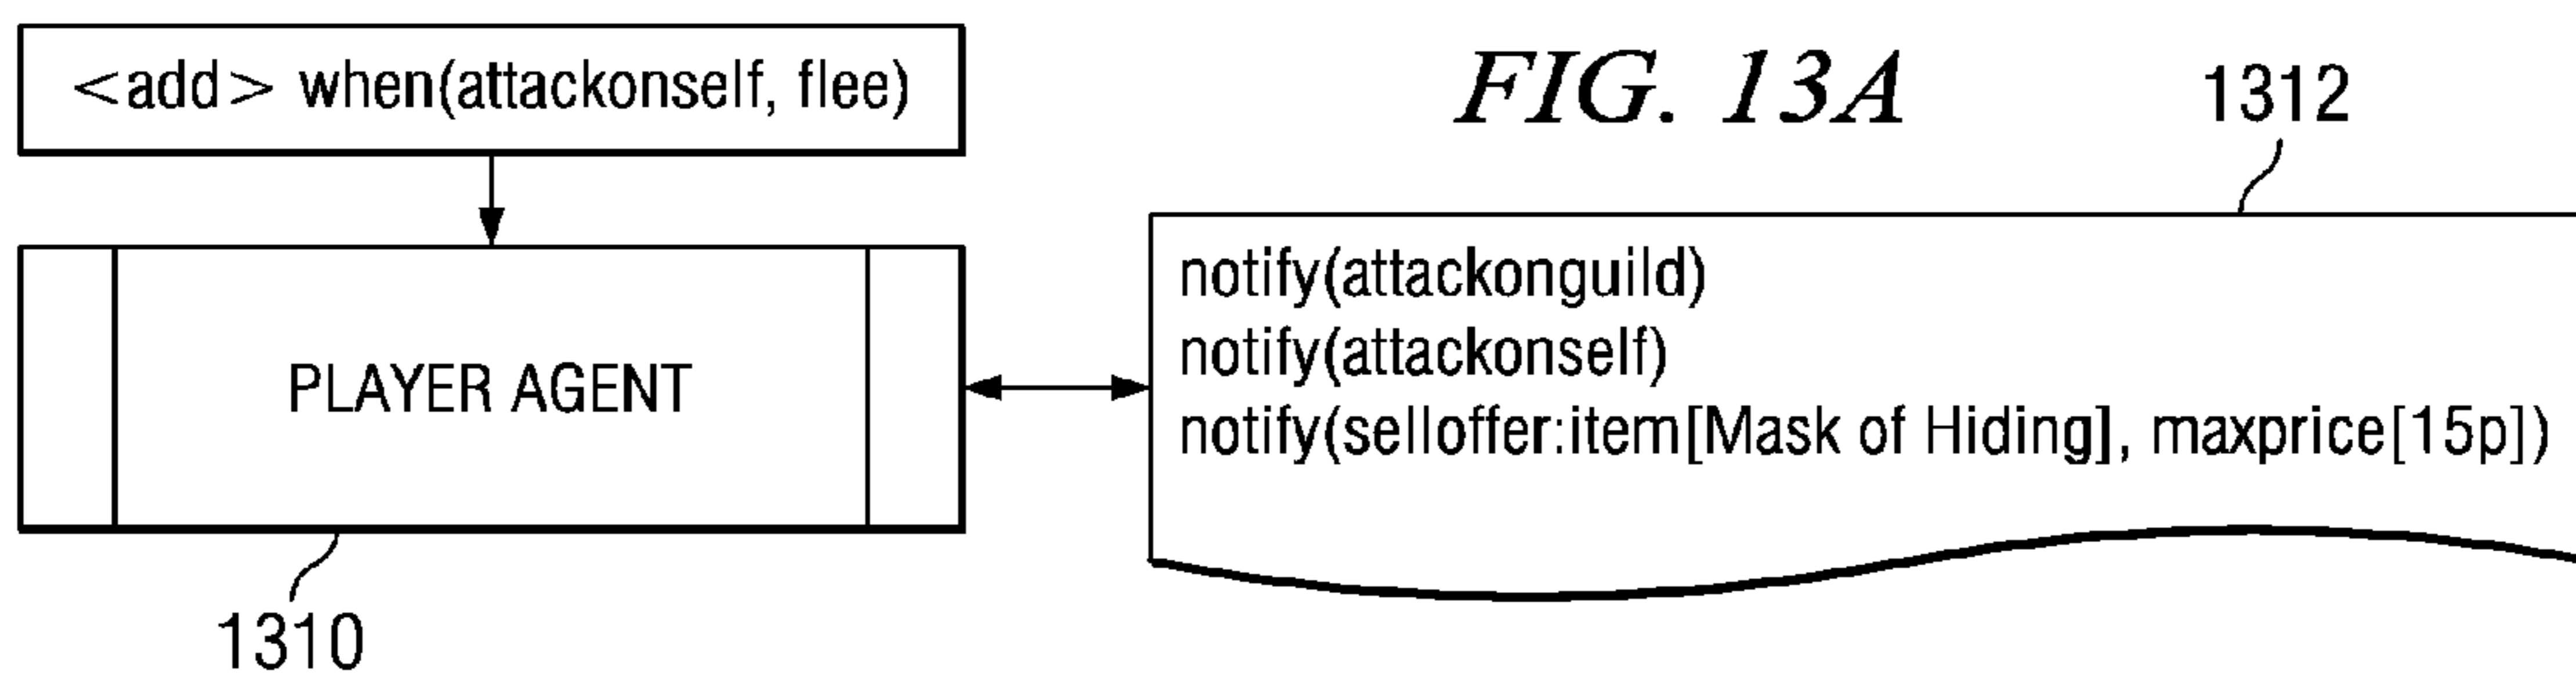 <add> when(attackonself, flee)
FIG. 13A
1312
PLAYER AGENT
notify(attackonguild)
notify(attackonself)
notify(selloffer:item[Mask of Hiding], maxprice[15p])
1310